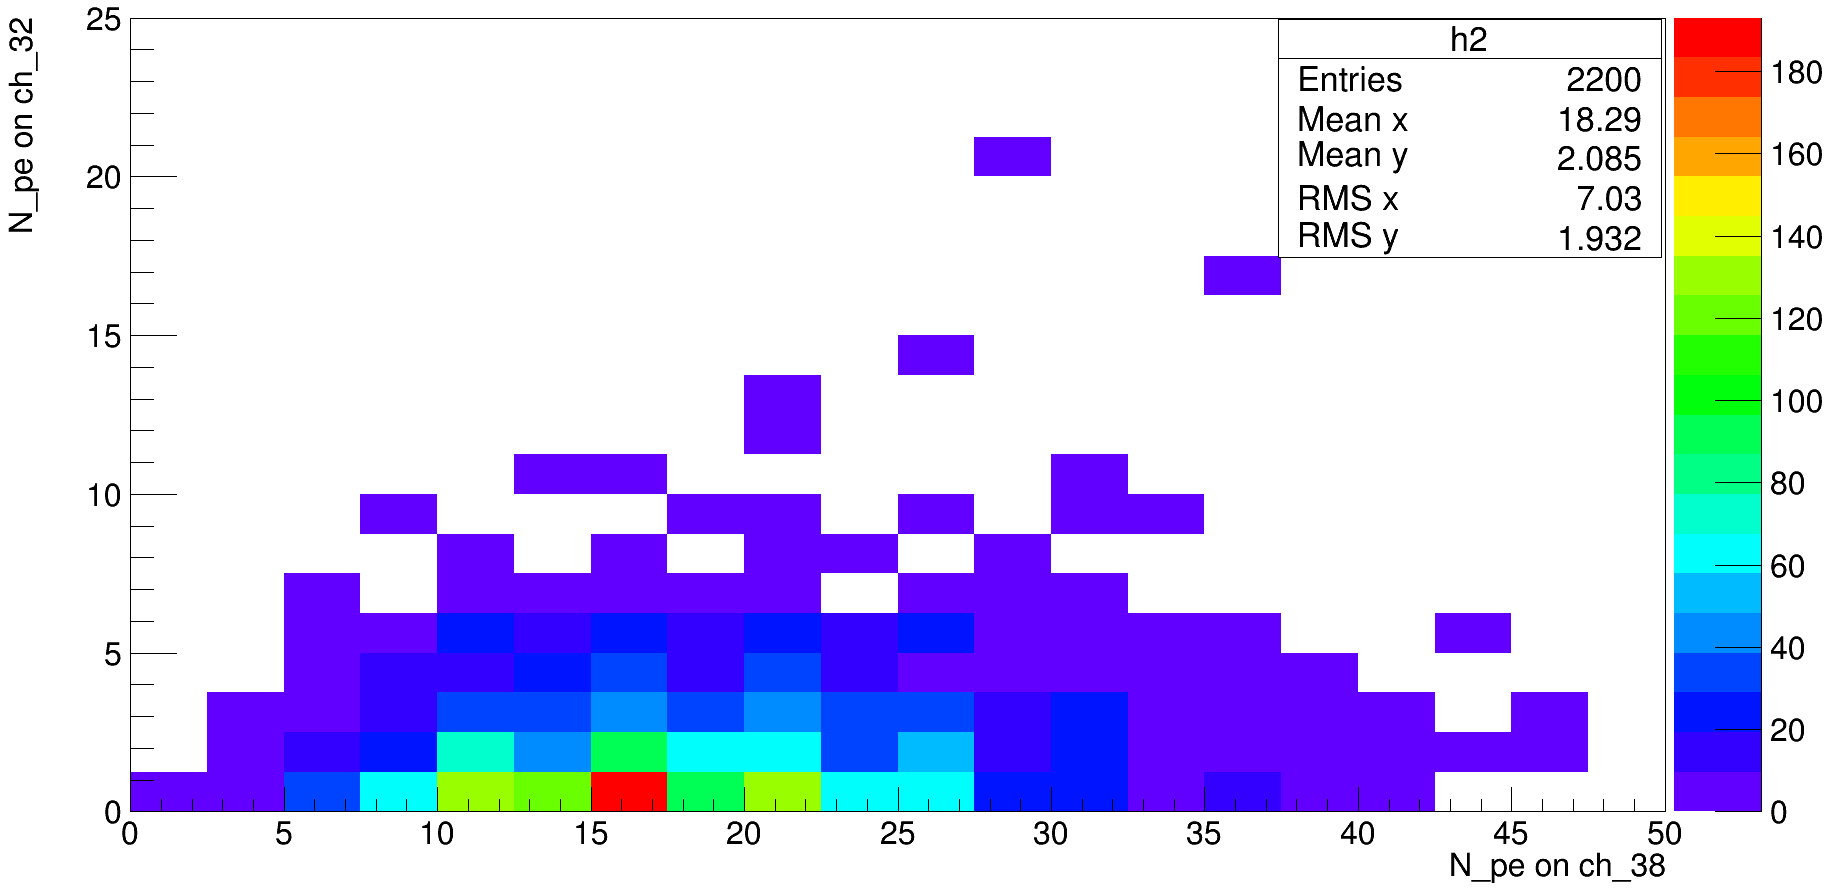 N_pe on ch_32
25
20
15
10
5
0
h2
Entries 2200
Mean x 18.29
Mean y 2.085
RMS x 7.03
RMS y 1.932
180
160
140
120
100
80
60
40
20
0
0 5 10 15 20 25 30 35 40 45 50
N_pe on ch_38